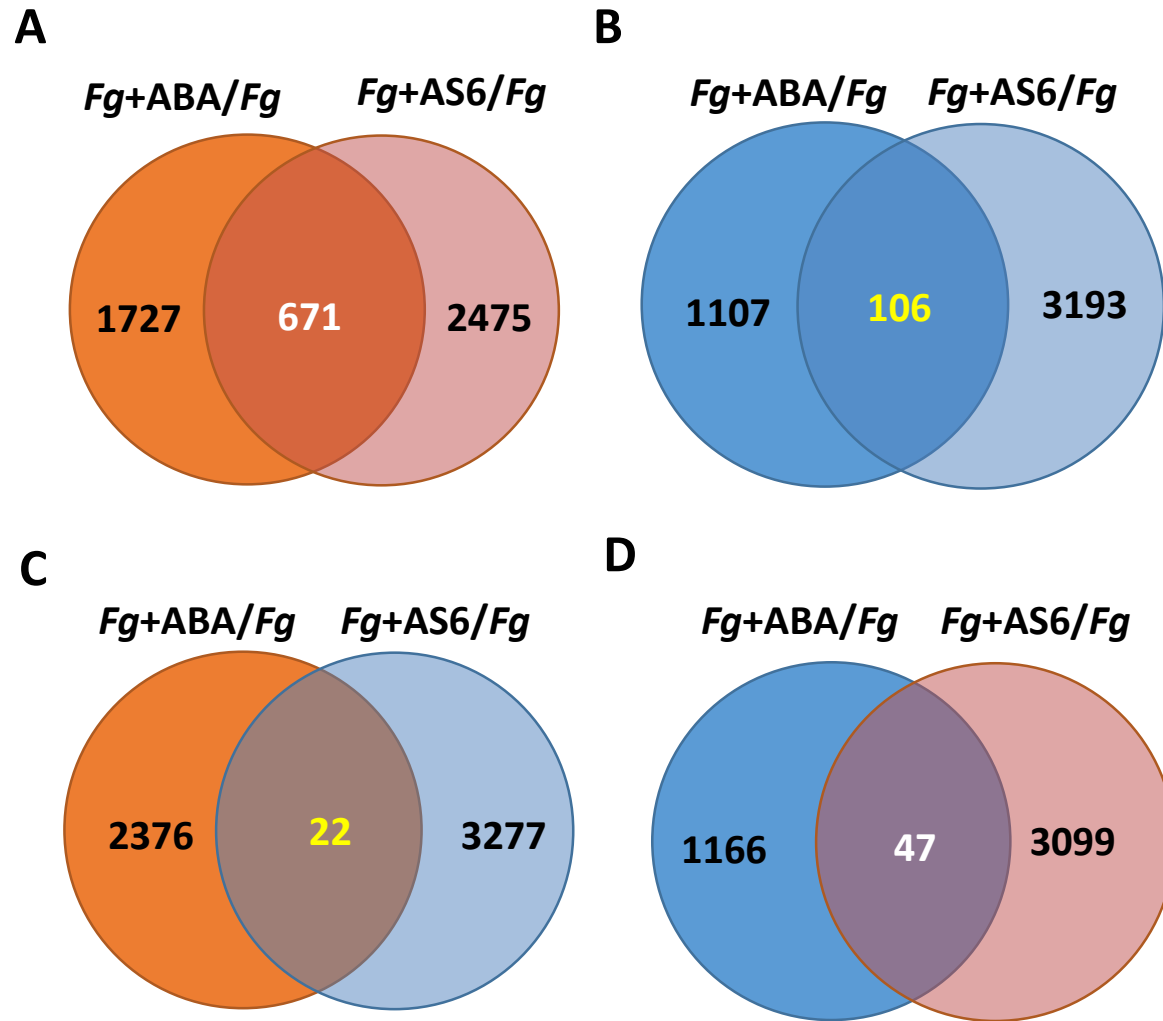 A
B
Fg+ABA/Fg Fg+AS6/Fg
Fg+ABA/Fg Fg+AS6/Fg
1727 671 2475
1107 106 3193
C
D
Fg+ABA/Fg Fg+AS6/Fg
Fg+ABA/Fg Fg+AS6/Fg
2376 22 3277
1166 47 3099